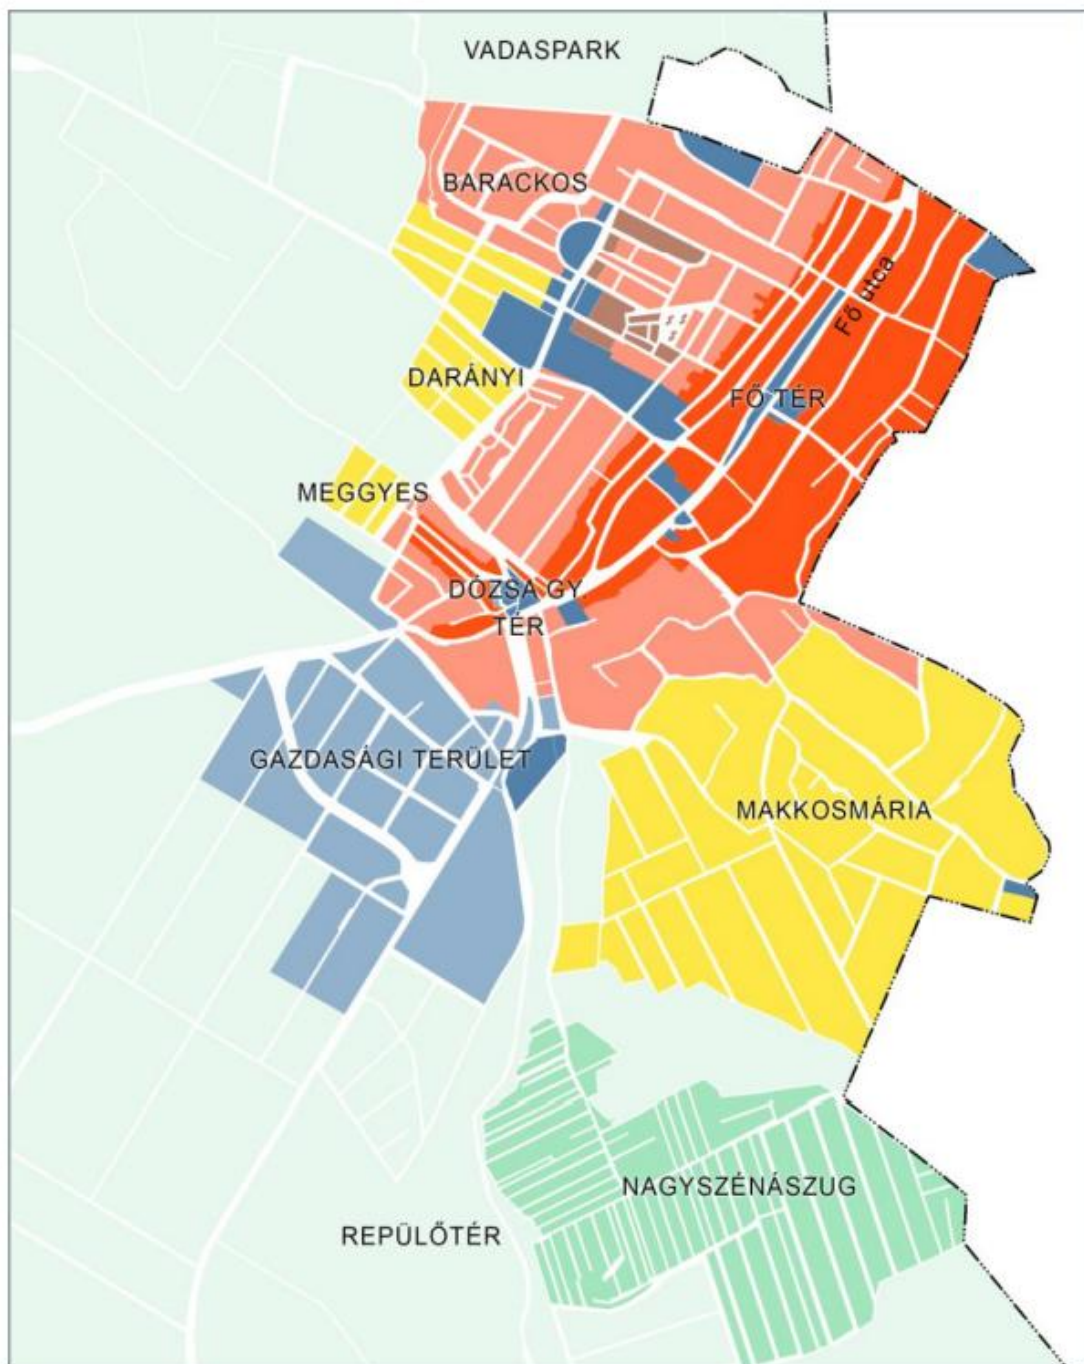 VADASPARK
BARACKOS
Fő utca
DARÁNYI
FŐ TÉR
MEGGYES
DÓZSA GY
TÉR
GAZDASÁGI TERÜLET
MAKKOSMÁRIA
NAGYSZÉNÁSZUG
REPÜLŐTÉR